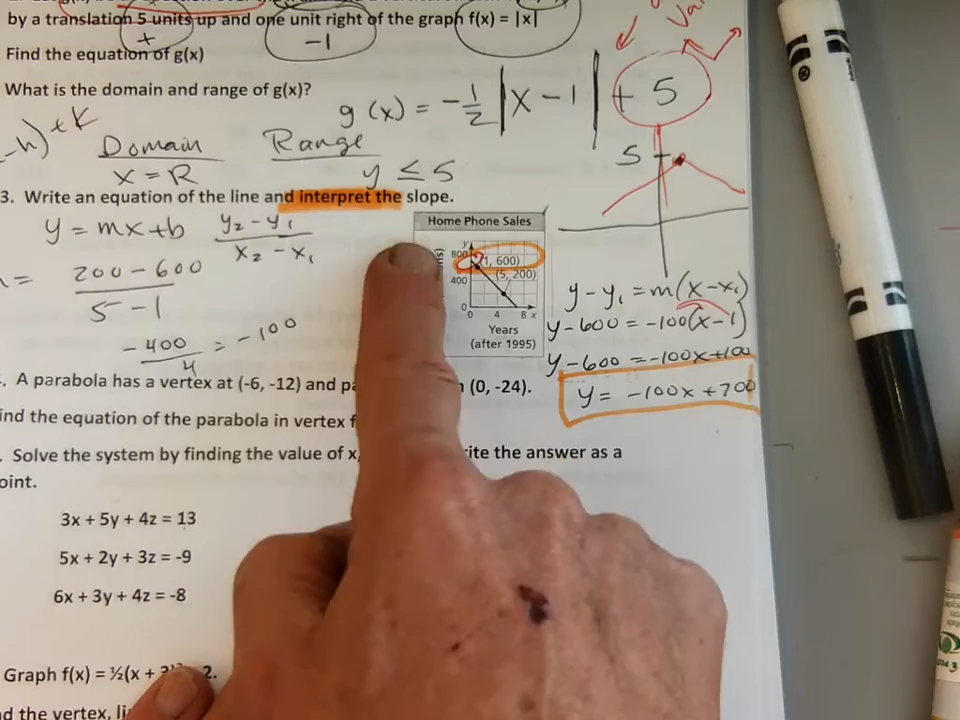 by a translation 5 units up and one unit right of the graph f(x) = |x|
+
-1
Find the equation of g(x)
What is the domain and range of g(x)?
g(x) = -1/2 |x - 1| + 5
-h) + k
Domain
Range
x = R
y ≤ 5
5
3. Write an equation of the line and interpret the slope.
y = mx+b
y2 - y1
x2 - x1
=
200 - 600
5 - 1
-400
4
= -100
Home Phone Sales
y
800
(1, 600)
(5, 200)
400
0
0 4 8 x
Years
(after 1995)
y - y1 = m(x - x1)
y - 600 = -100(x - 1)
y - 600 = -100x + 100
y = -100x + 700
. A parabola has a vertex at (-6, -12) and (0, -24).
ind the equation of the parabola in vertex
. Solve the system by finding the value of x, rite the answer as a
oint.
3x + 5y + 4z = 13
5x + 2y + 3z = -9
6x + 3y + 4z = -8
Graph f(x) = ½(x + 2.
d the vertex,